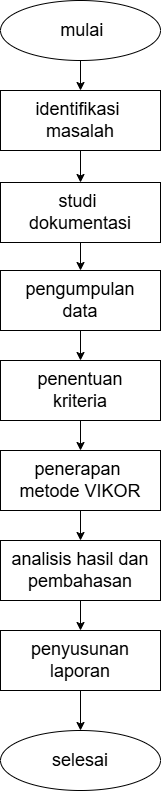 mulai
identifikasi
masalah
studi
dokumentasi
pengumpulan
data
penentuan
kriteria
penerapan
metode VIKOR
analisis hasil dan
pembahasan
penyusunan
laporan
selesai